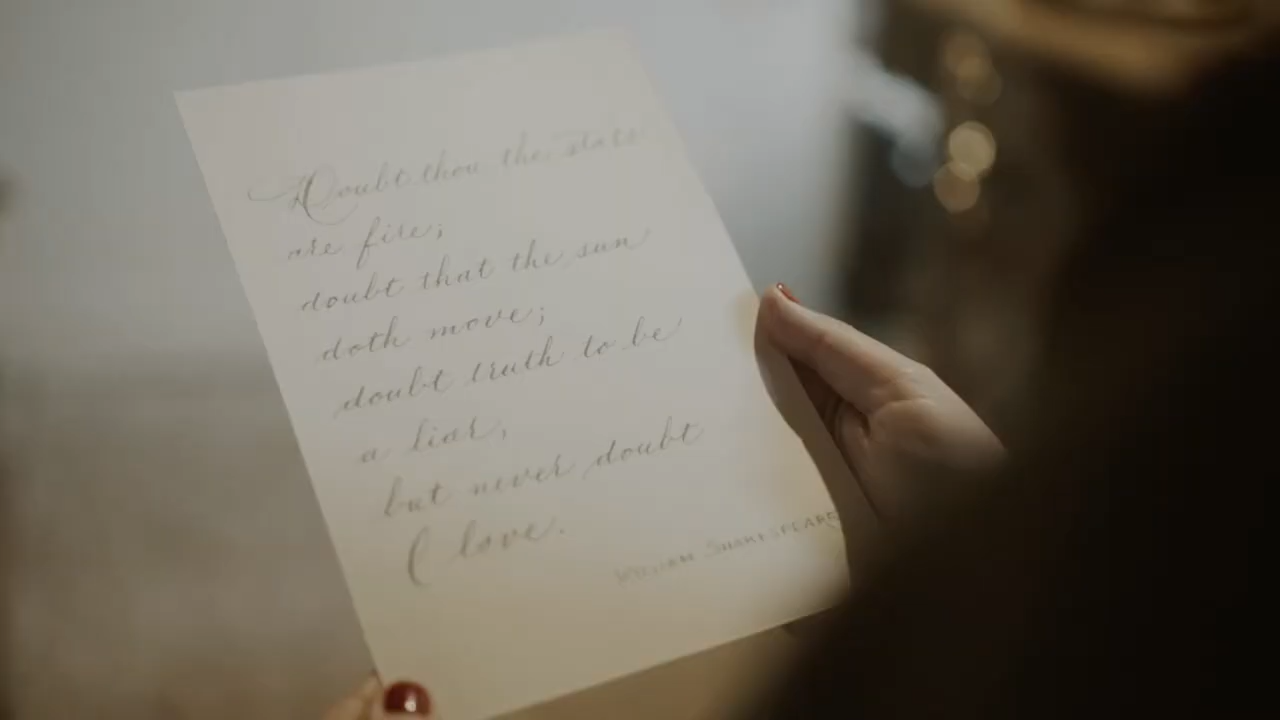 Doubt thou the stars
are fire;
doubt that the sun
doth move;
doubt truth to be
a liar,
but never doubt
I love.
WILLIAM SHAKESPEARE